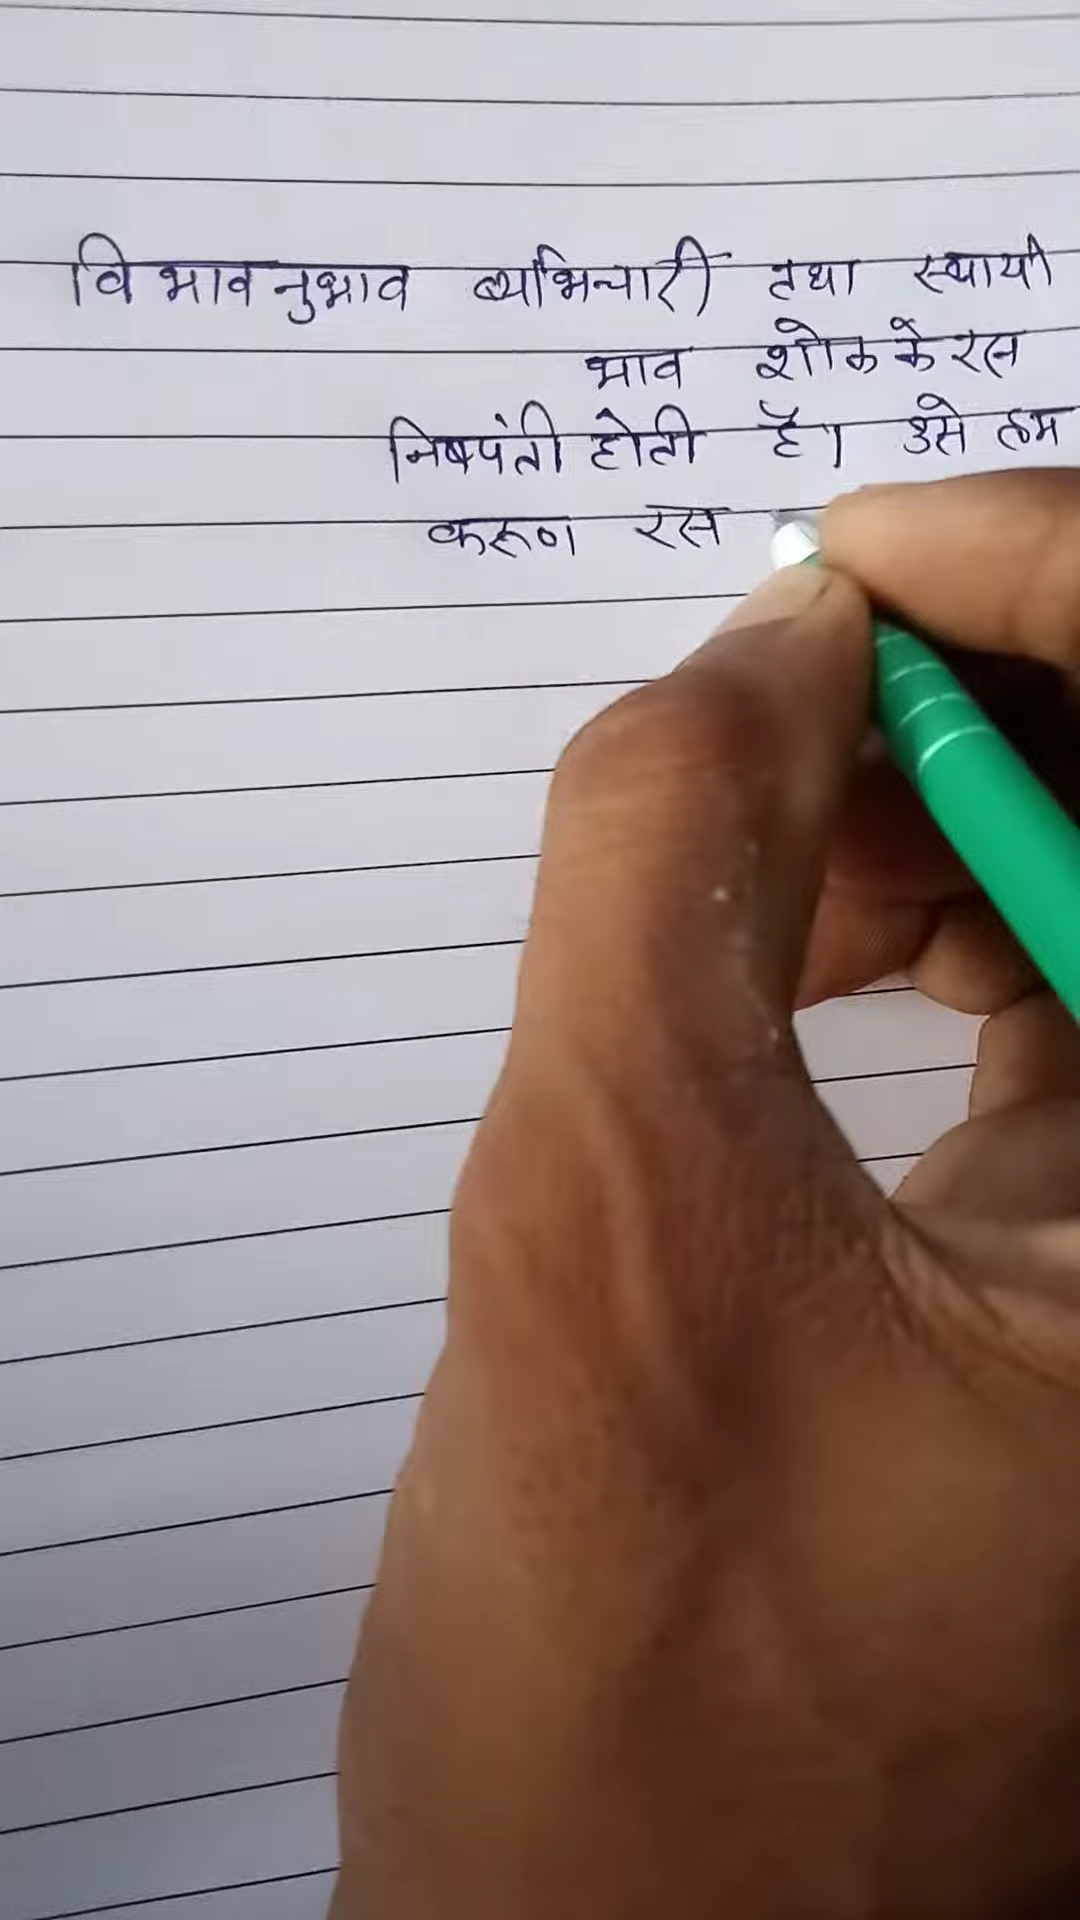 विभावनुभाव व्यभिचारी तथा स्थायी
भाव शोक के रस
निष्पंती होती है। उसे हम
करूण रस